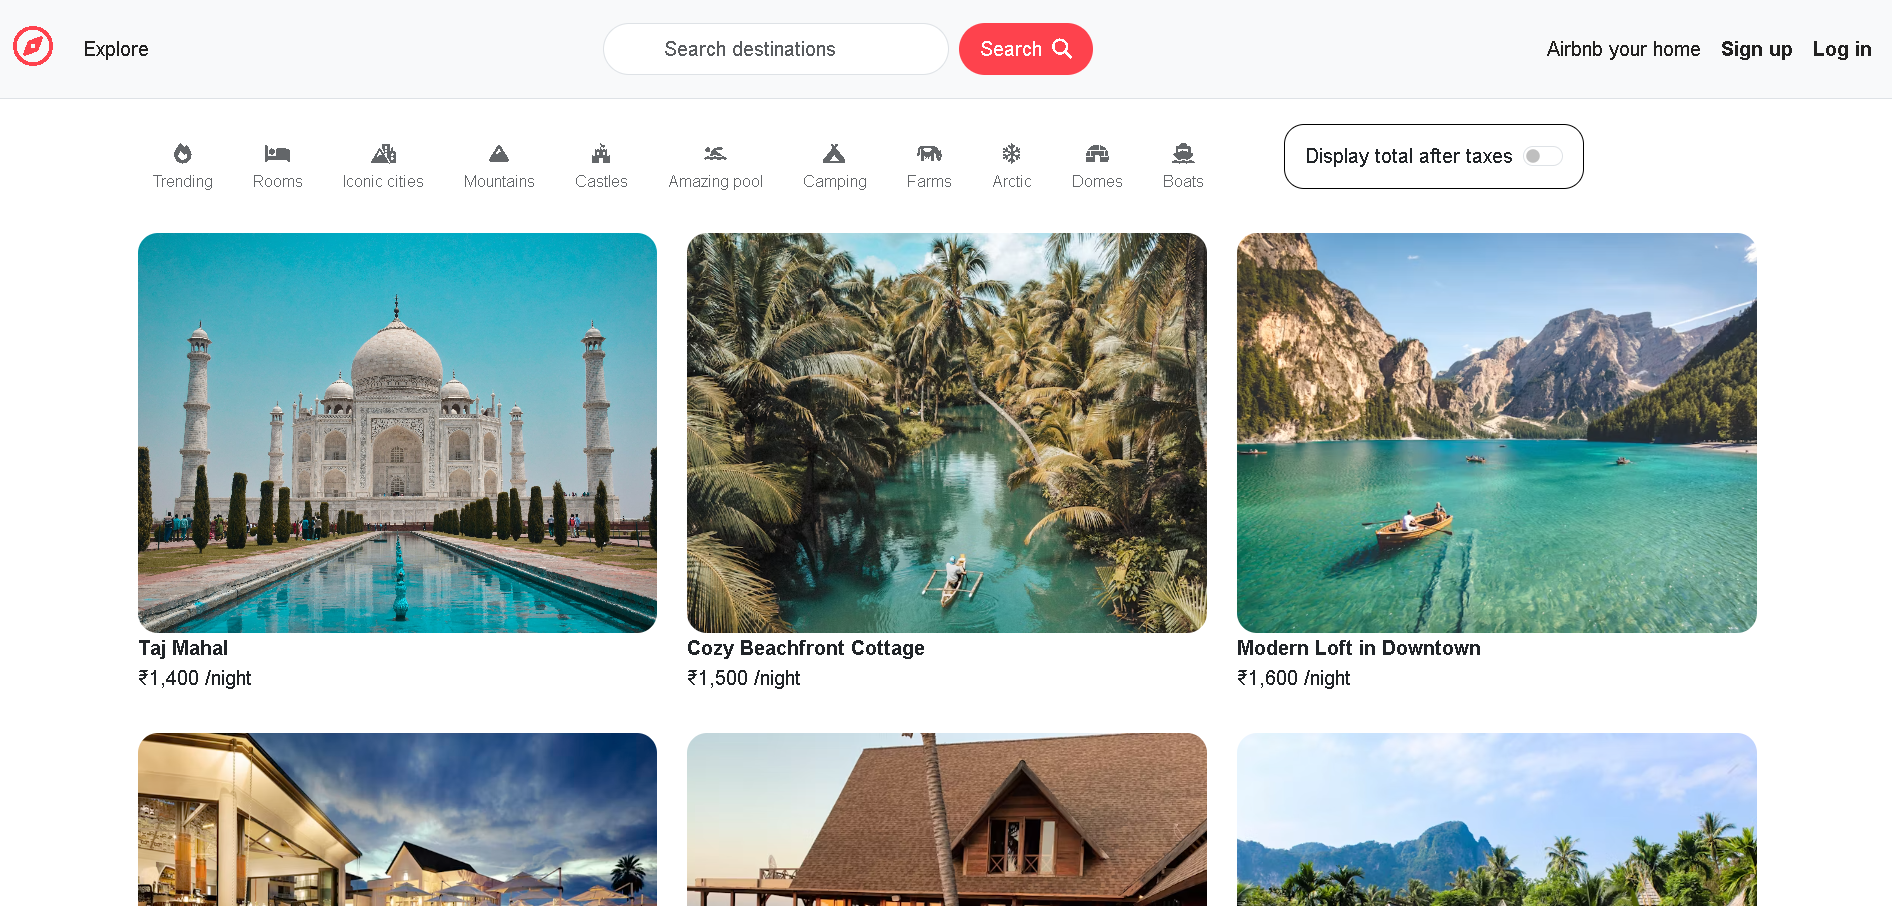 Explore
Search destinations
Search
Airbnb your home
Sign up
Log in
Trending
Rooms
Iconic cities
Mountains
Castles
Amazing pool
Camping
Farms
Arctic
Domes
Boats
Display total after taxes
Taj Mahal
₹1,400 /night
Cozy Beachfront Cottage
₹1,500 /night
Modern Loft in Downtown
₹1,600 /night